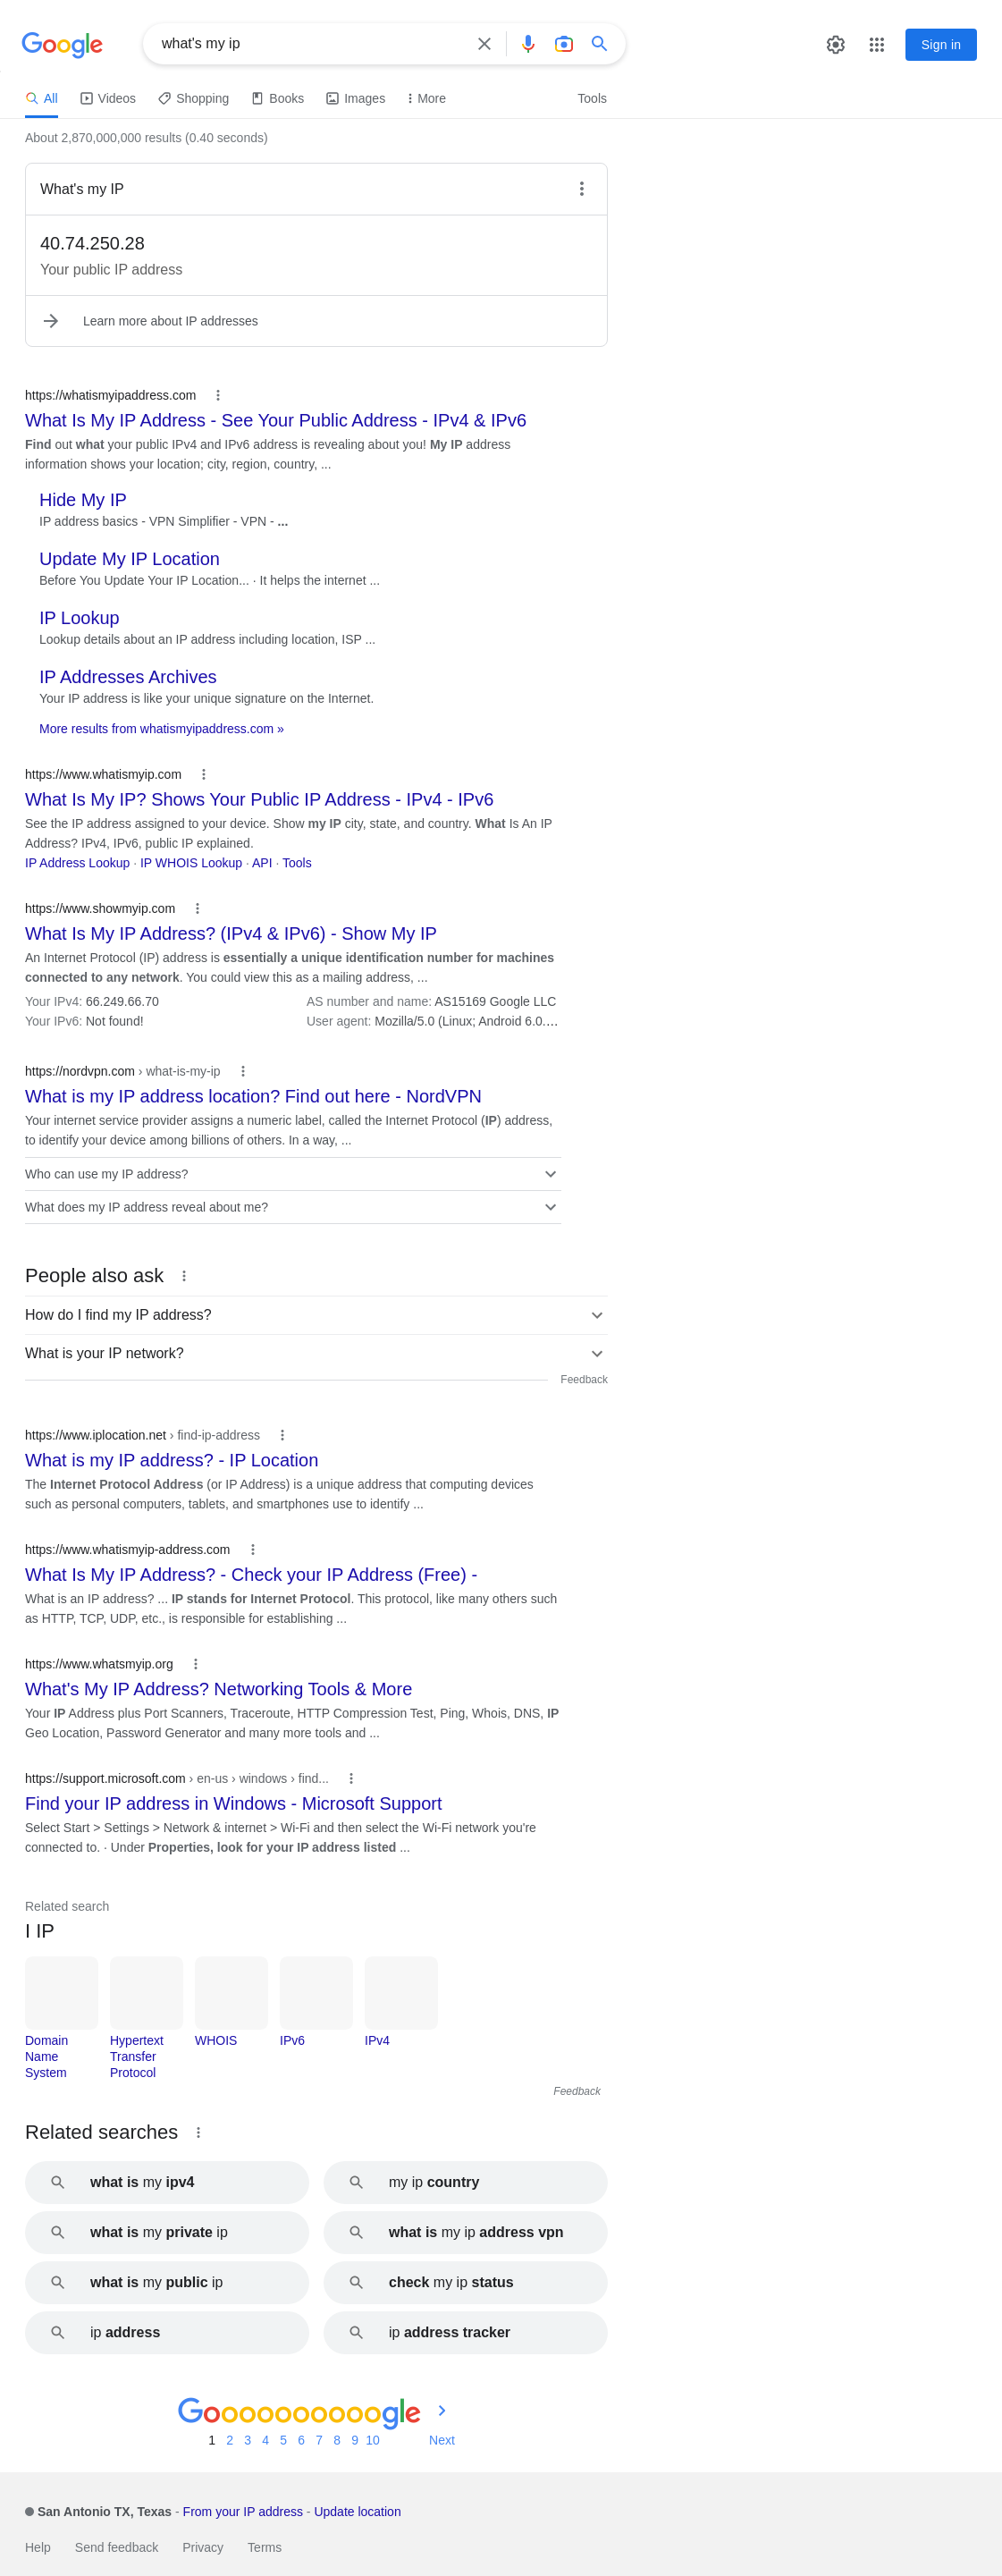 Google
what's my ip
Sign in
All Videos Shopping Books Images More Tools
About 2,870,000,000 results (0.40 seconds)
What's my IP
40.74.250.28
Your public IP address
Learn more about IP addresses
https://whatismyipaddress.com
What Is My IP Address - See Your Public Address - IPv4 & IPv6
Find out what your public IPv4 and IPv6 address is revealing about you! My IP address
information shows your location; city, region, country, ...
Hide My IP
IP address basics - VPN Simplifier - VPN - ...
Update My IP Location
Before You Update Your IP Location... · It helps the internet ...
IP Lookup
Lookup details about an IP address including location, ISP ...
IP Addresses Archives
Your IP address is like your unique signature on the Internet.
More results from whatismyipaddress.com »
https://www.whatismyip.com
What Is My IP? Shows Your Public IP Address - IPv4 - IPv6
See the IP address assigned to your device. Show my IP city, state, and country. What Is An IP
Address? IPv4, IPv6, public IP explained.
IP Address Lookup · IP WHOIS Lookup · API · Tools
https://www.showmyip.com
What Is My IP Address? (IPv4 & IPv6) - Show My IP
An Internet Protocol (IP) address is essentially a unique identification number for machines
connected to any network. You could view this as a mailing address, ...
Your IPv4: 66.249.66.70 AS number and name: AS15169 Google LLC
Your IPv6: Not found! User agent: Mozilla/5.0 (Linux; Android 6.0....
https://nordvpn.com › what-is-my-ip
What is my IP address location? Find out here - NordVPN
Your internet service provider assigns a numeric label, called the Internet Protocol (IP) address,
to identify your device among billions of others. In a way, ...
Who can use my IP address?
What does my IP address reveal about me?
People also ask
How do I find my IP address?
What is your IP network?
Feedback
https://www.iplocation.net › find-ip-address
What is my IP address? - IP Location
The Internet Protocol Address (or IP Address) is a unique address that computing devices
such as personal computers, tablets, and smartphones use to identify ...
https://www.whatismyip-address.com
What Is My IP Address? - Check your IP Address (Free) -
What is an IP address? ... IP stands for Internet Protocol. This protocol, like many others such
as HTTP, TCP, UDP, etc., is responsible for establishing ...
https://www.whatsmyip.org
What's My IP Address? Networking Tools & More
Your IP Address plus Port Scanners, Traceroute, HTTP Compression Test, Ping, Whois, DNS, IP
Geo Location, Password Generator and many more tools and ...
https://support.microsoft.com › en-us › windows › find...
Find your IP address in Windows - Microsoft Support
Select Start > Settings > Network & internet > Wi-Fi and then select the Wi-Fi network you're
connected to. · Under Properties, look for your IP address listed ...
Related search
I IP
Domain Name System
Hypertext Transfer Protocol
WHOIS
IPv6
IPv4
Feedback
Related searches
what is my ipv4
my ip country
what is my private ip
what is my ip address vpn
what is my public ip
check my ip status
ip address
ip address tracker
Goooooooooogle
1 2 3 4 5 6 7 8 9 10 Next
San Antonio TX, Texas - From your IP address - Update location
Help Send feedback Privacy Terms